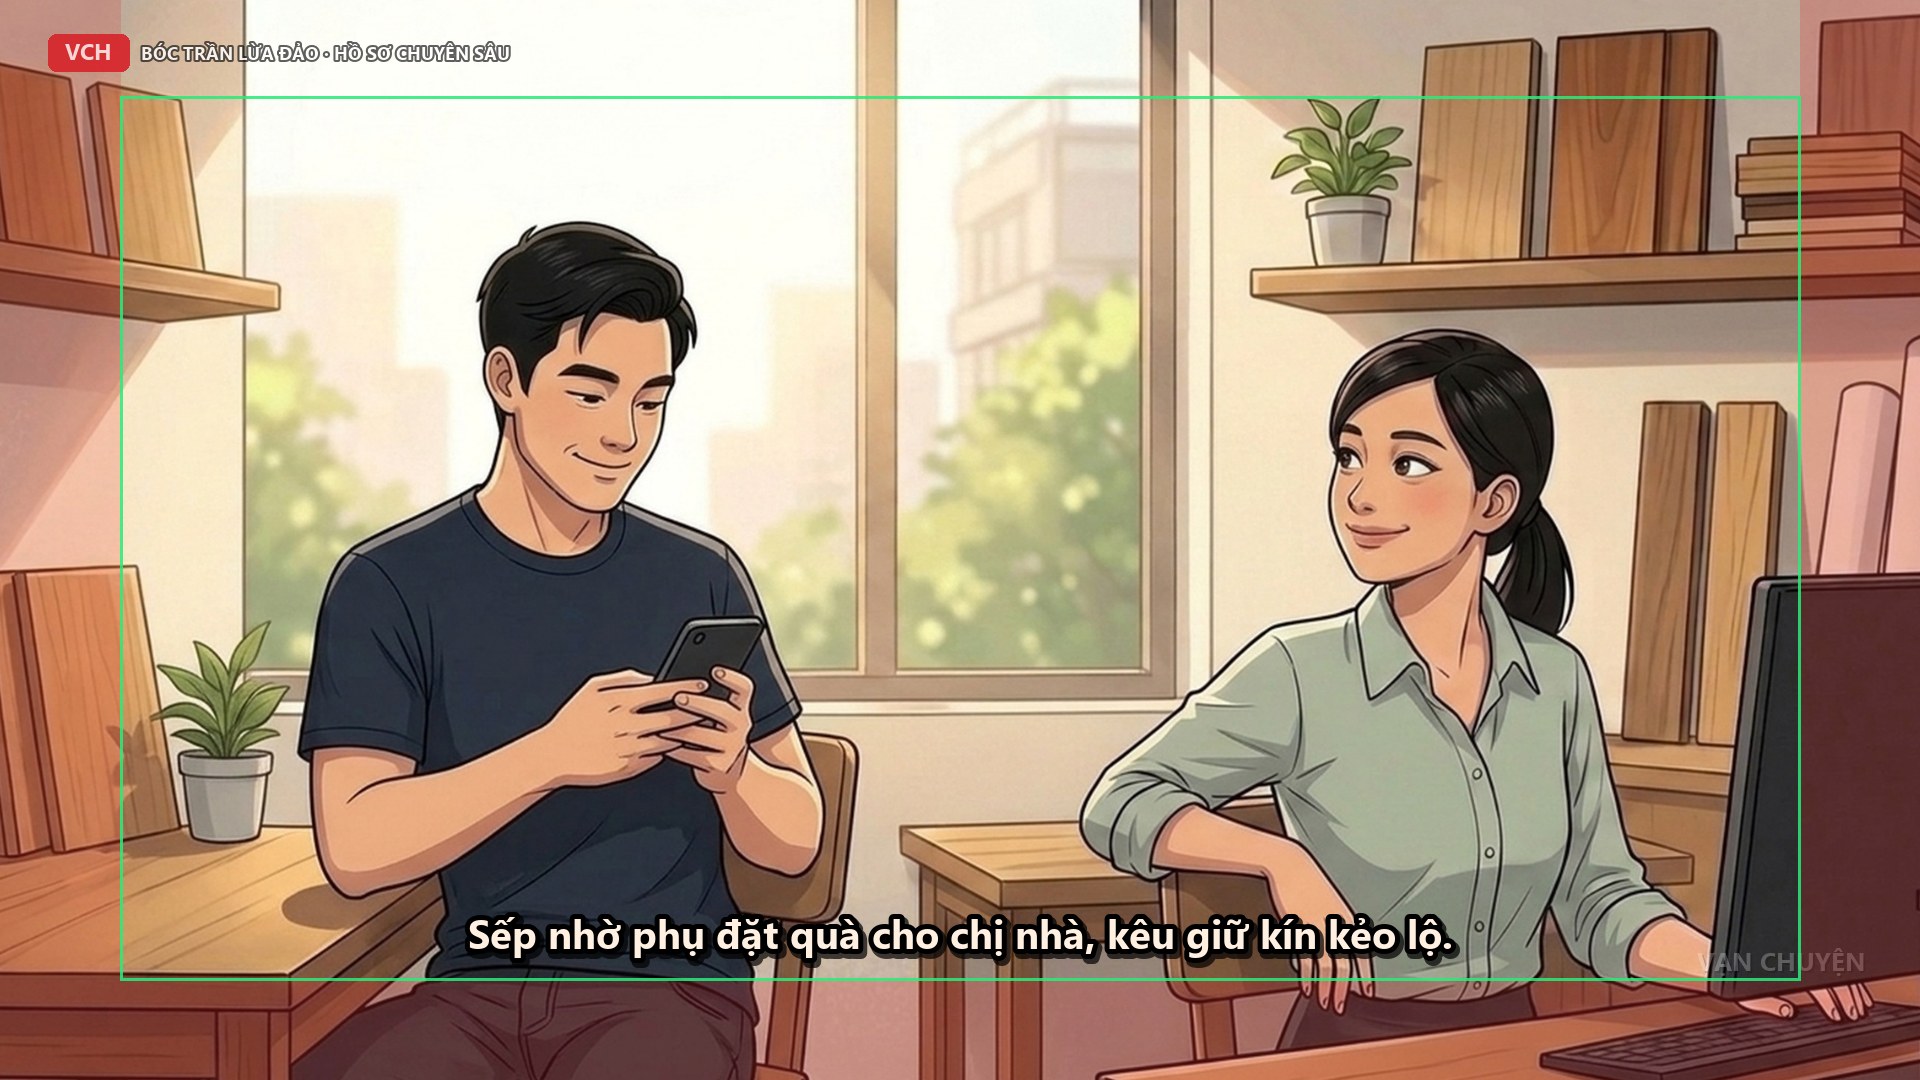 VCH
BÓC TRẦN LỪA ĐẢO · HỒ SƠ CHUYÊN SÂU
Sếp nhờ phụ đặt quà cho chị nhà, kêu giữ kín kẻo lộ.
VẠN CHUYỆN